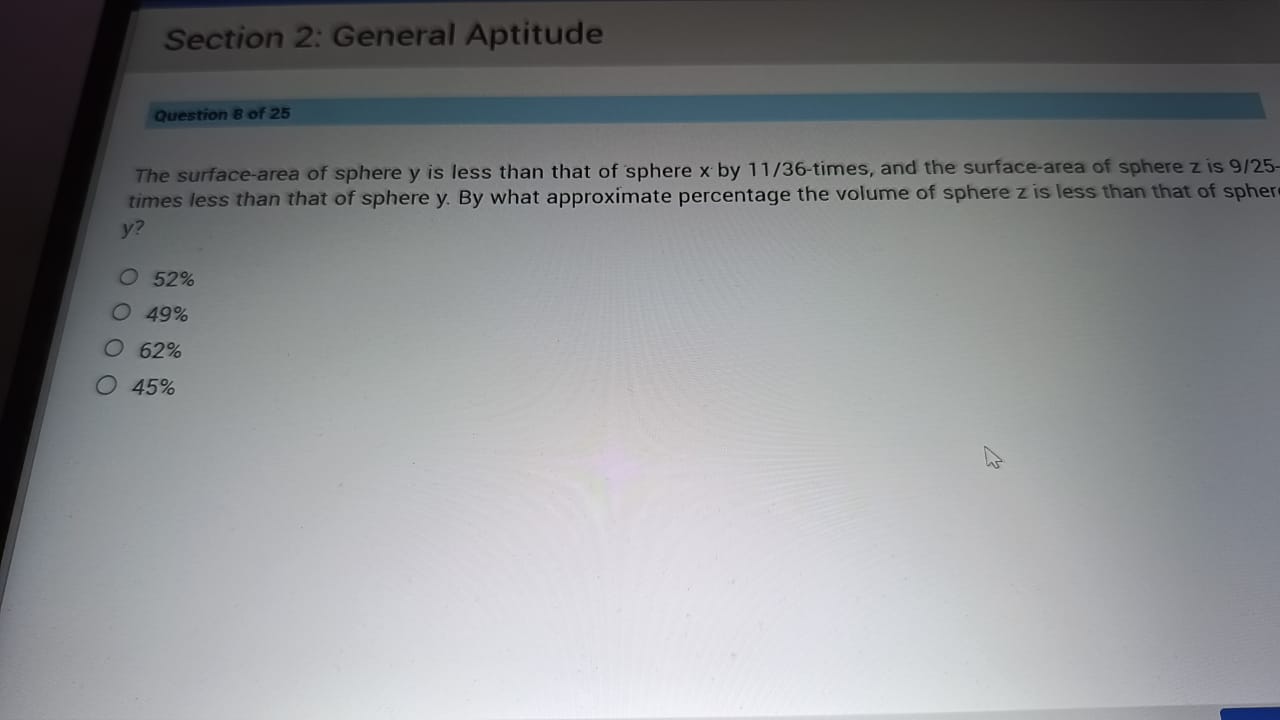 Section 2: General Aptitude
Question 8 of 25
The surface-area of sphere y is less than that of sphere x by 11/36-times, and the surface-area of sphere z is 9/25-
times less than that of sphere y. By what approximate percentage the volume of sphere z is less than that of sphere
y?
52%
49%
62%
45%